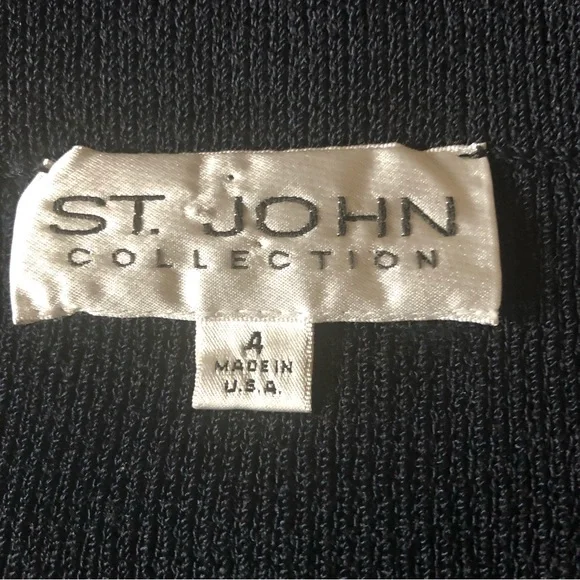 ST. JOHN
COLLECTION
4
MADE IN
U.S.A.